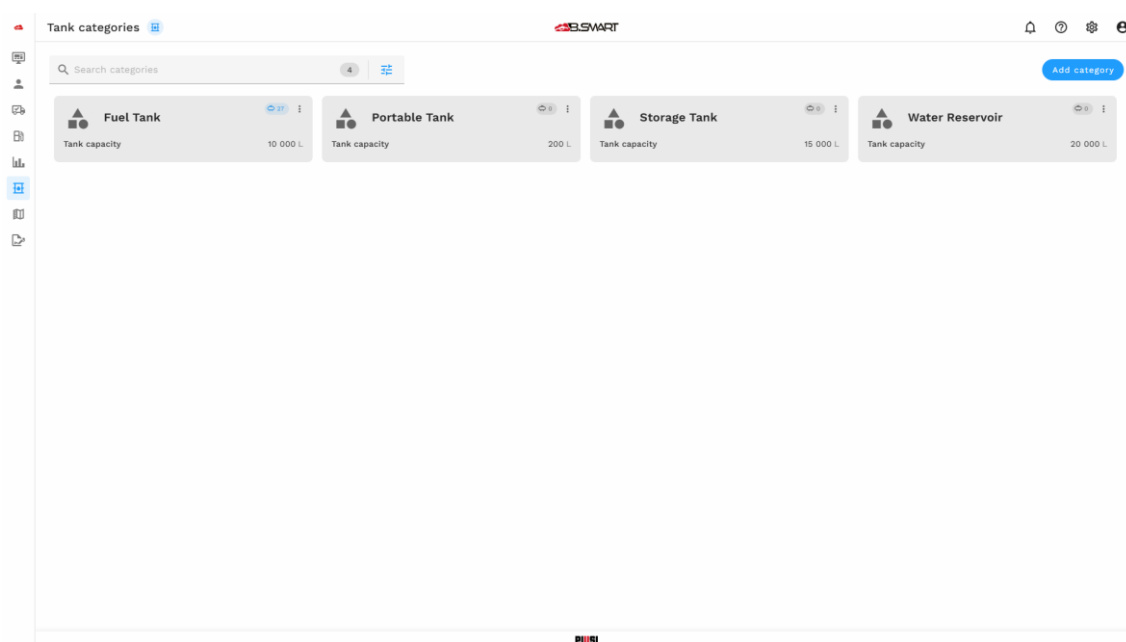 Tank categories
B.SMART
Search categories
4
Add category
Fuel Tank
27
Tank capacity
10 000 L
Portable Tank
0
Tank capacity
200 L
Storage Tank
0
Tank capacity
15 000 L
Water Reservoir
0
Tank capacity
20 000 L
PIUSI